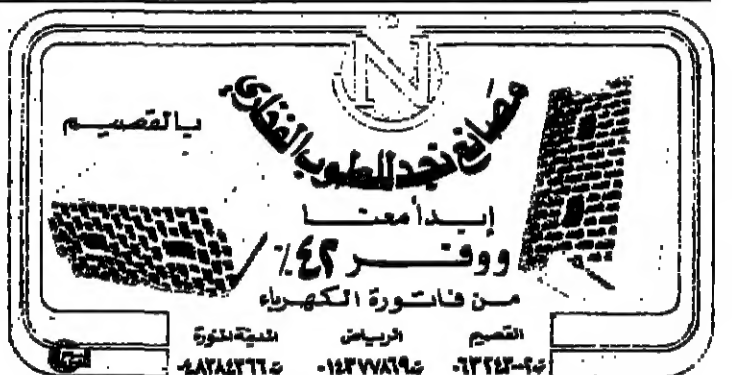 N
مصانع نجد للطوب الفخاري
بالقصيم
إبدأ معنا
ووفر ٤٢٪
من فاتورة الكهرباء
القصيم الرياض المدينة المنورة